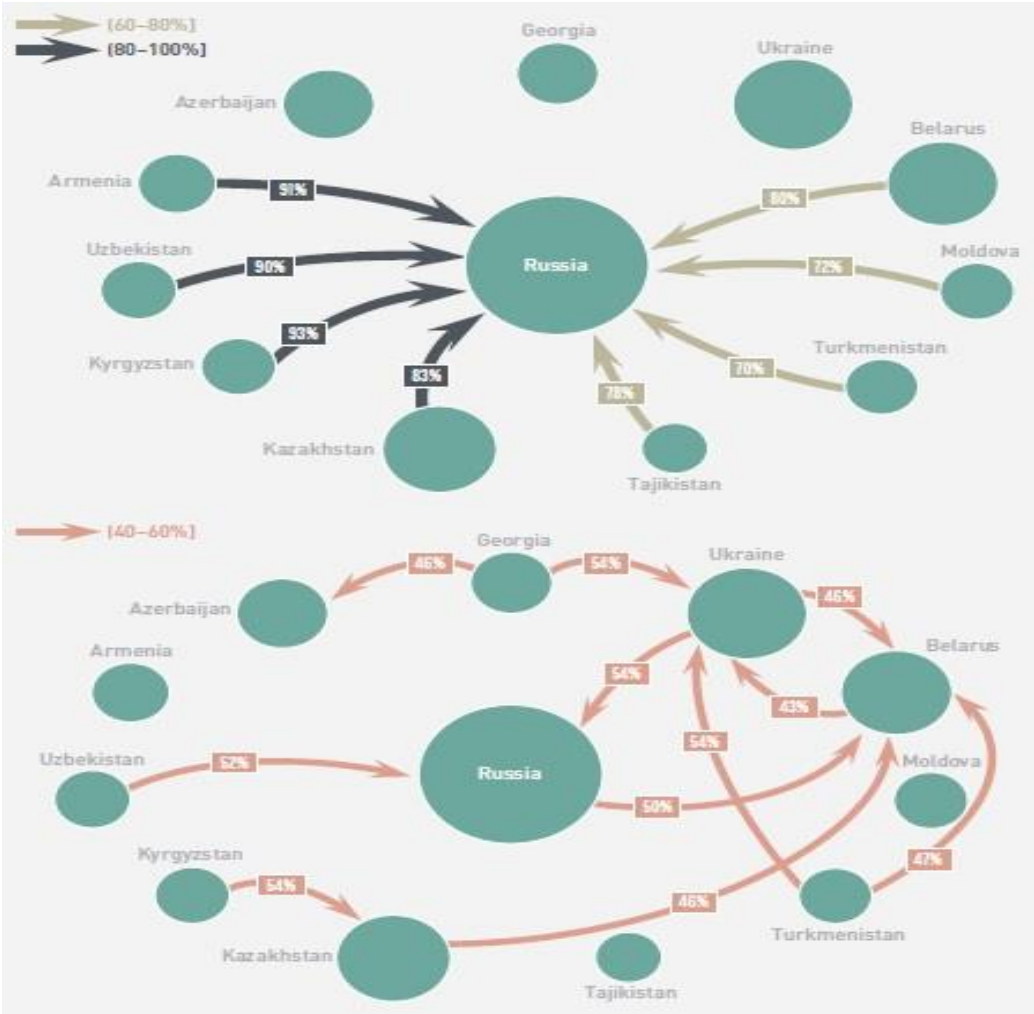 (60–80%]
(80–100%]
Georgia
Ukraine
Azerbaijan
Belarus
Armenia
91%
80%
Uzbekistan
Moldova
90%
Russia
72%
93%
Kyrgyzstan
Turkmenistan
83%
70%
78%
Kazakhstan
Tajikistan
(40–60%]
Georgia
Ukraine
46%
54%
Azerbaijan
46%
Armenia
Belarus
54%
43%
54%
Uzbekistan
52%
Moldova
Russia
50%
Kyrgyzstan
47%
54%
46%
Turkmenistan
Kazakhstan
Tajikistan